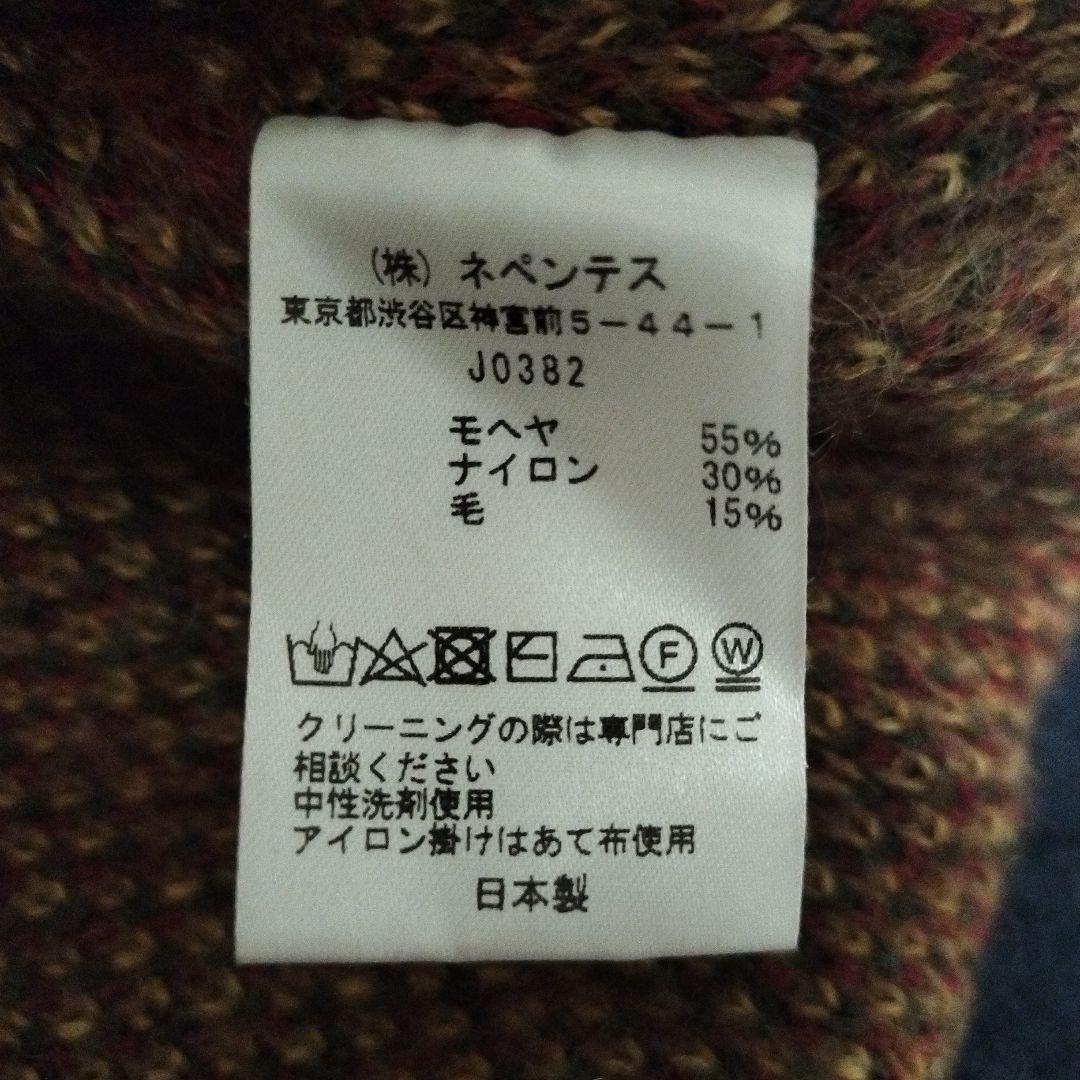 （株）ネペンテス
東京都渋谷区神宮前５－４４－１
J0382
モヘヤ 55%
ナイロン 30%
毛 15%
F W
クリーニングの際は専門店にご
相談ください
中性洗剤使用
アイロン掛けはあて布使用
日本製